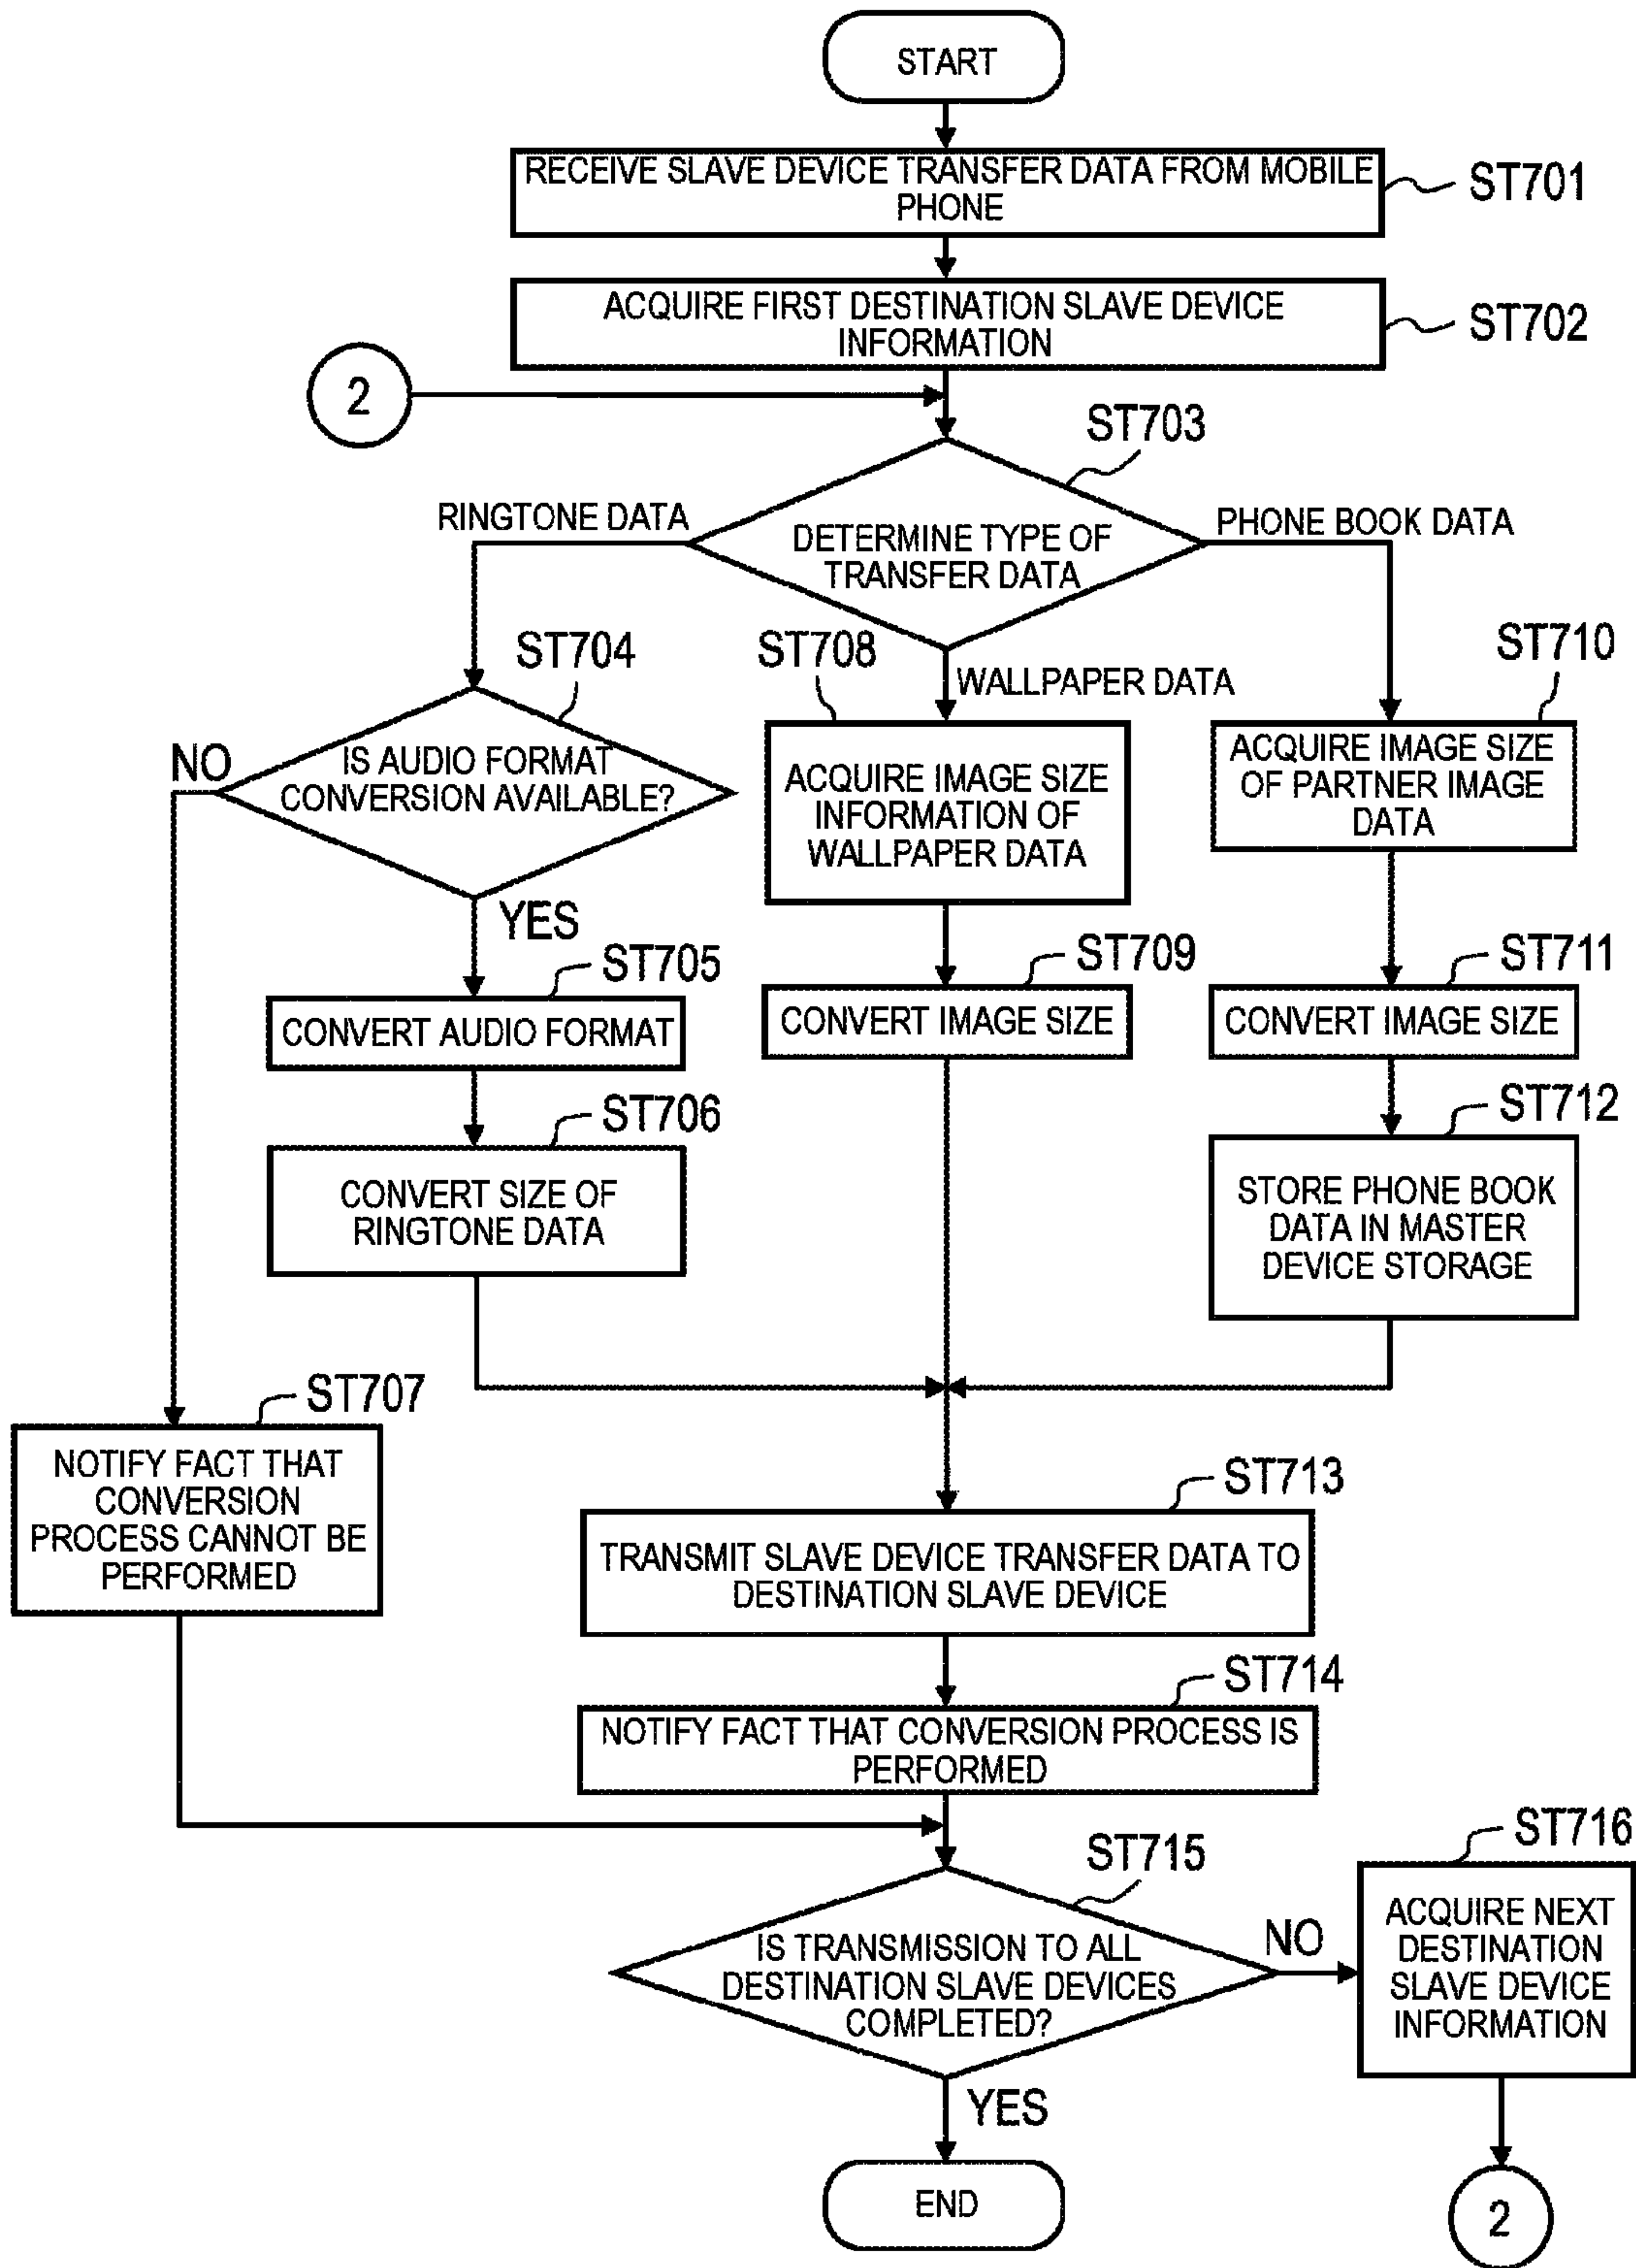 START
RECEIVE SLAVE DEVICE TRANSFER DATA FROM MOBILE
PHONE
ST701
ACQUIRE FIRST DESTINATION SLAVE DEVICE
INFORMATION
ST702
2
ST703
RINGTONE DATA
PHONE BOOK DATA
DETERMINE TYPE OF
TRANSFER DATA
ST704
ST708
WALLPAPER DATA
ST710
NO
IS AUDIO FORMAT
CONVERSION AVAILABLE?
YES
ACQUIRE IMAGE SIZE
INFORMATION OF
WALLPAPER DATA
ACQUIRE IMAGE SIZE
OF PARTNER IMAGE
DATA
ST705
CONVERT AUDIO FORMAT
ST709
CONVERT IMAGE SIZE
ST711
CONVERT IMAGE SIZE
ST706
CONVERT SIZE OF
RINGTONE DATA
ST712
STORE PHONE BOOK
DATA IN MASTER
DEVICE STORAGE
ST707
NOTIFY FACT THAT
CONVERSION
PROCESS CANNOT BE
PERFORMED
ST713
TRANSMIT SLAVE DEVICE TRANSFER DATA TO
DESTINATION SLAVE DEVICE
ST714
NOTIFY FACT THAT CONVERSION PROCESS IS
PERFORMED
ST715
IS TRANSMISSION TO ALL
DESTINATION SLAVE DEVICES
COMPLETED?
NO
ST716
ACQUIRE NEXT
DESTINATION
SLAVE DEVICE
INFORMATION
YES
END
2